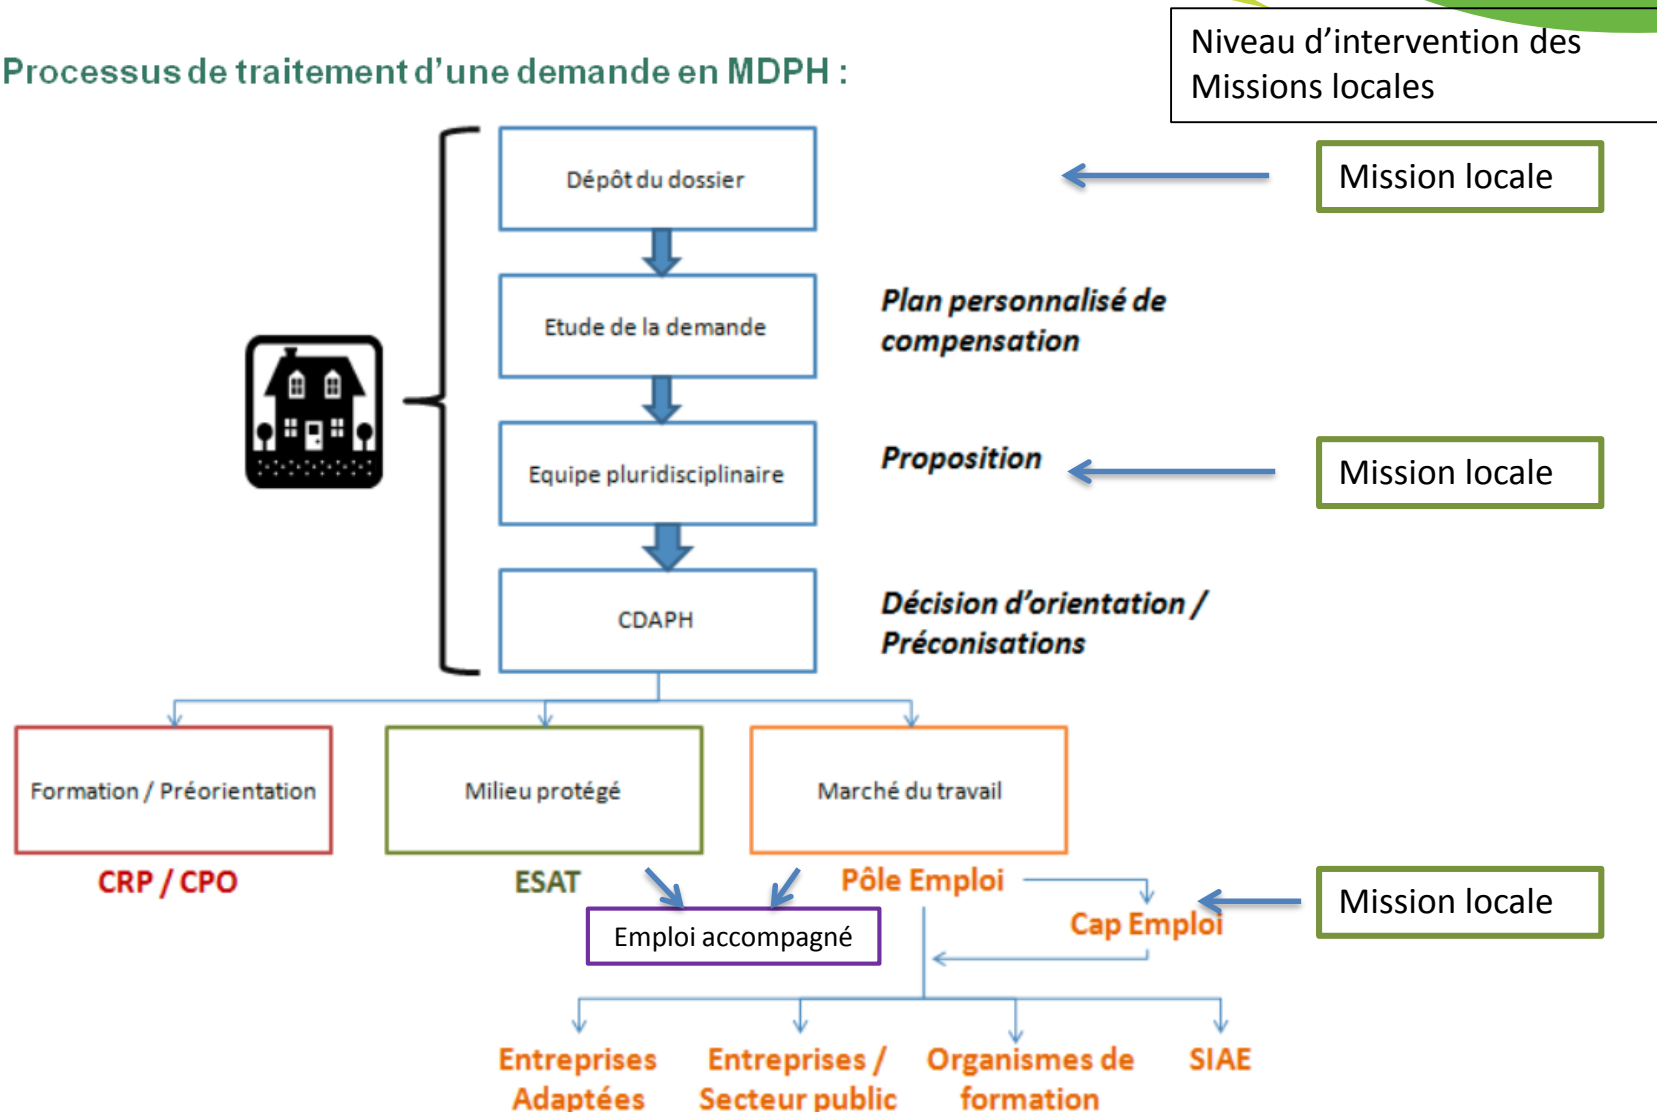 Niveau d’intervention des
Missions locales
Processus de traitement d’une demande en MDPH :
Dépôt du dossier
Mission locale
Etude de la demande
Plan personnalisé de
compensation
Equipe pluridisciplinaire
Proposition
Mission locale
CDAPH
Décision d’orientation /
Préconisations
Formation / Préorientation
Milieu protégé
Marché du travail
CRP / CPO
ESAT
Pôle Emploi
Mission locale
Cap Emploi
Emploi accompagné
Entreprises
Adaptées
Entreprises /
Secteur public
Organismes de
formation
SIAE